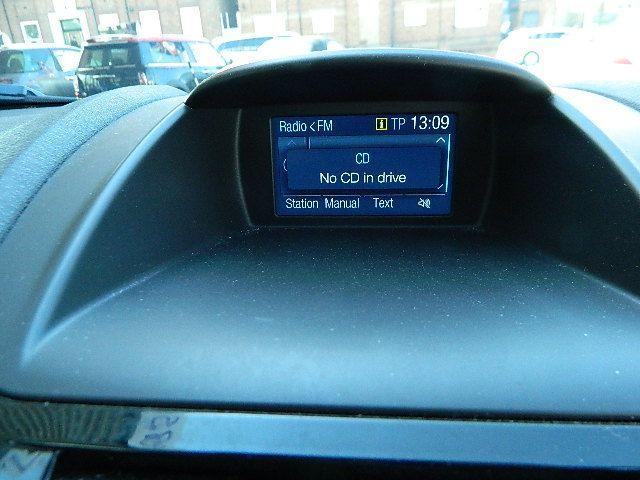 Radio < FM i TP 13:09
CD
No CD in drive
Station Manual Text